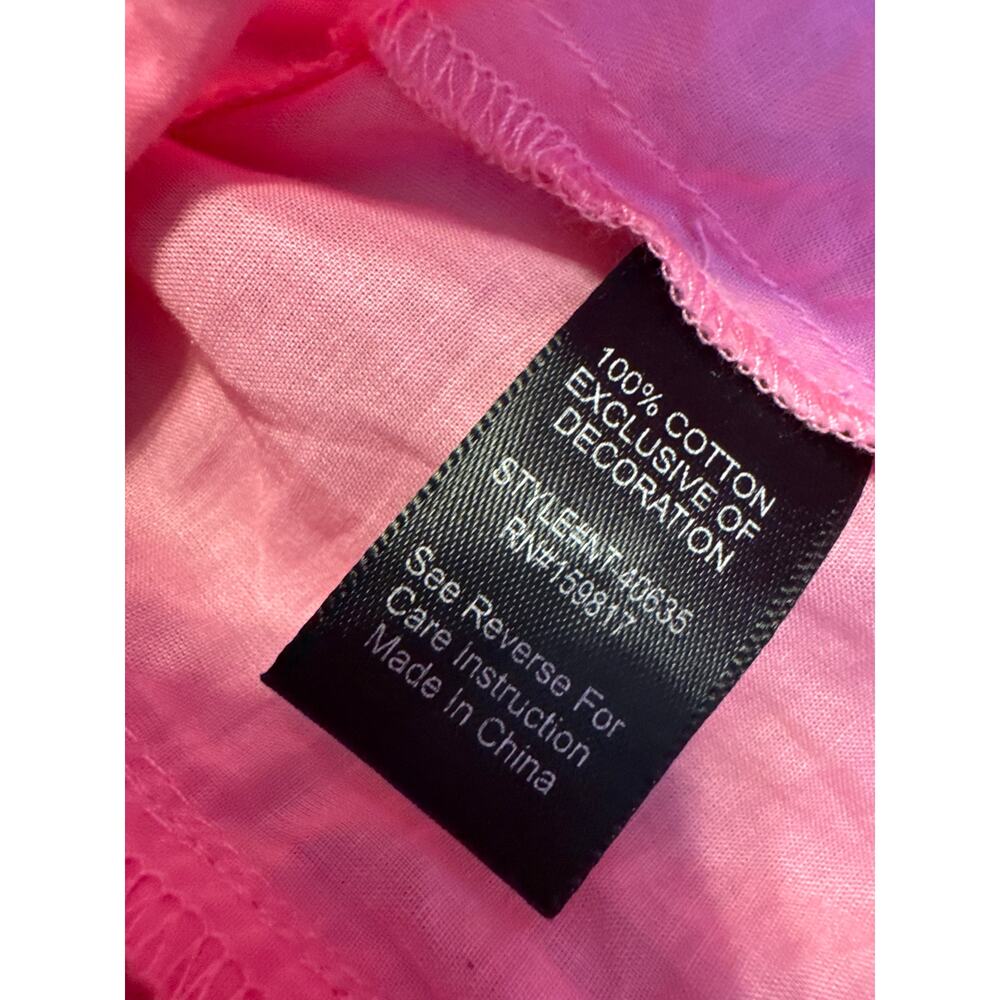 100% COTTON
EXCLUSIVE OF
DECORATION
STYLE#NT-40635
RN#159817
See Reverse For
Care Instruction
Made In China